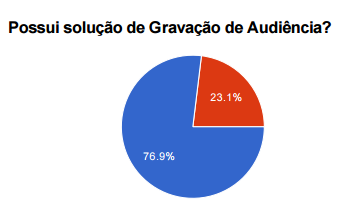 Possui solução de Gravação de Audiência?
23.1%
76.9%